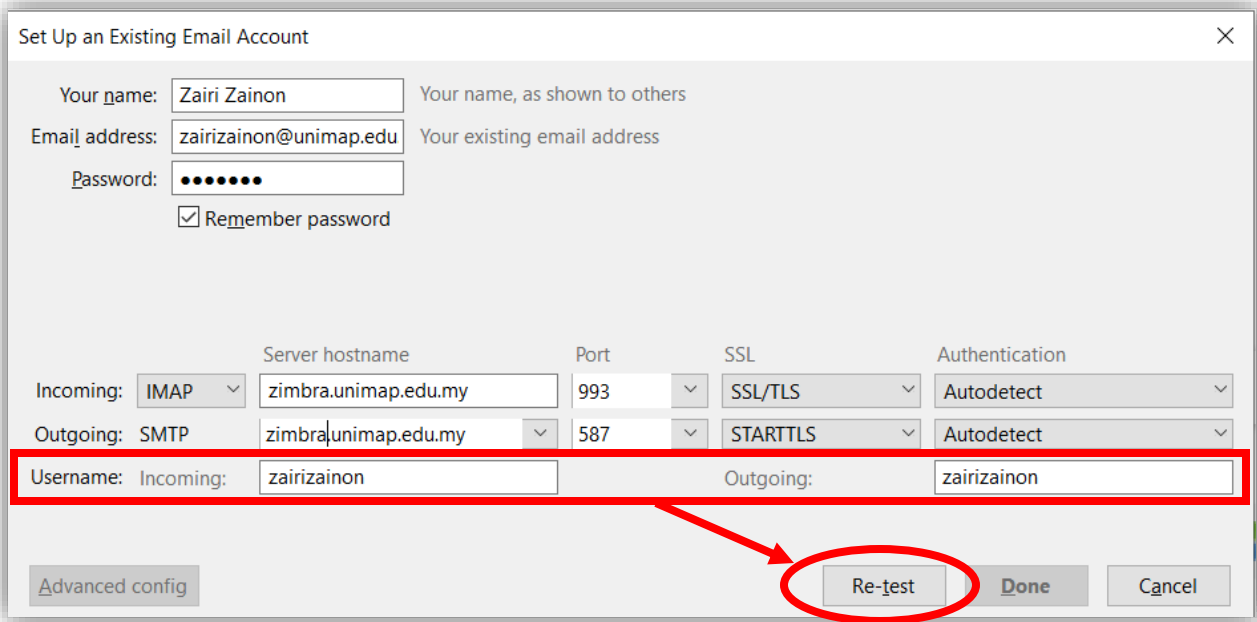 Set Up an Existing Email Account
Your name: Zairi Zainon Your name, as shown to others
Email address: zairizainon@unimap.edu Your existing email address
Password: •••••••
Remember password
Server hostname Port SSL Authentication
Incoming: IMAP zimbra.unimap.edu.my 993 SSL/TLS Autodetect
Outgoing: SMTP zimbra.unimap.edu.my 587 STARTTLS Autodetect
Username: Incoming: zairizainon Outgoing: zairizainon
Advanced config Re-test Done Cancel